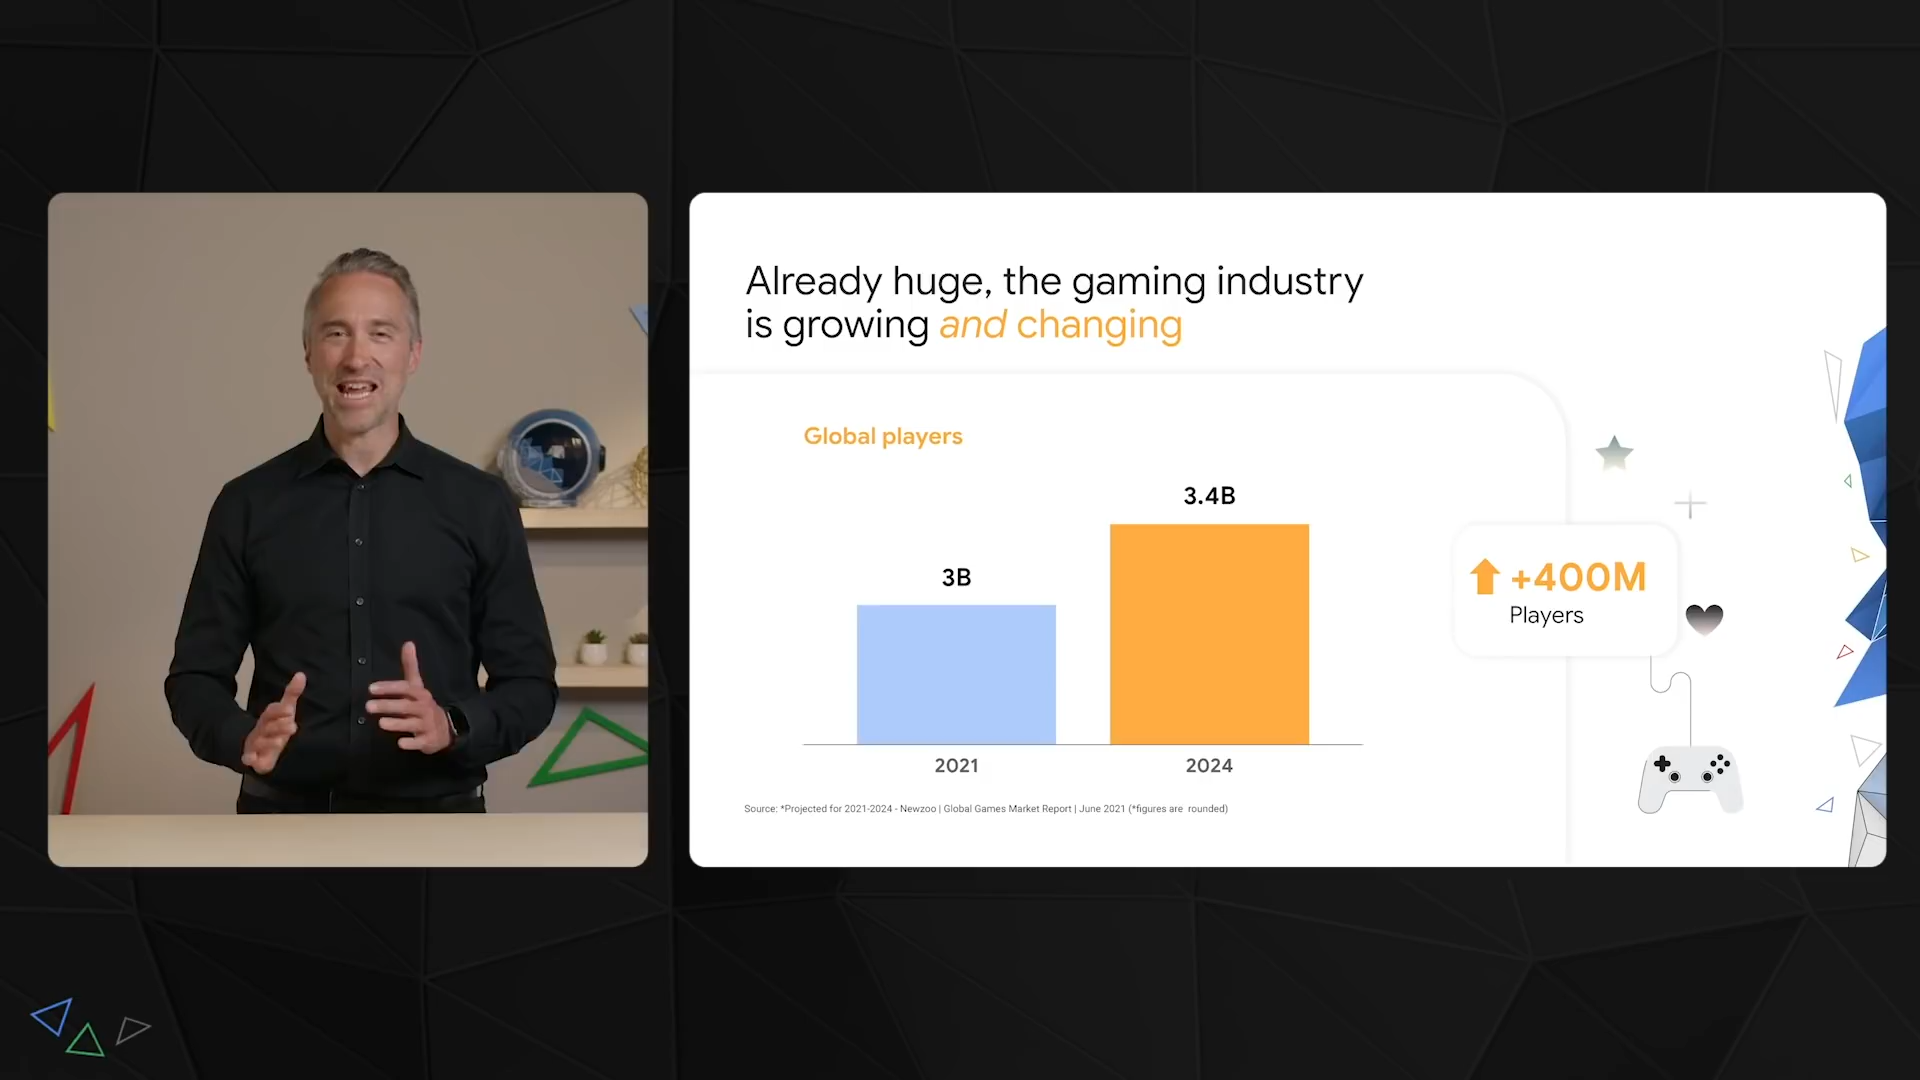 Already huge, the gaming industry
is growing and changing
Global players
3.4B
3B
+400M
Players
2021
2024
Source: *Projected for 2021-2024 - Newzoo | Global Games Market Report | June 2021 (*figures are rounded)